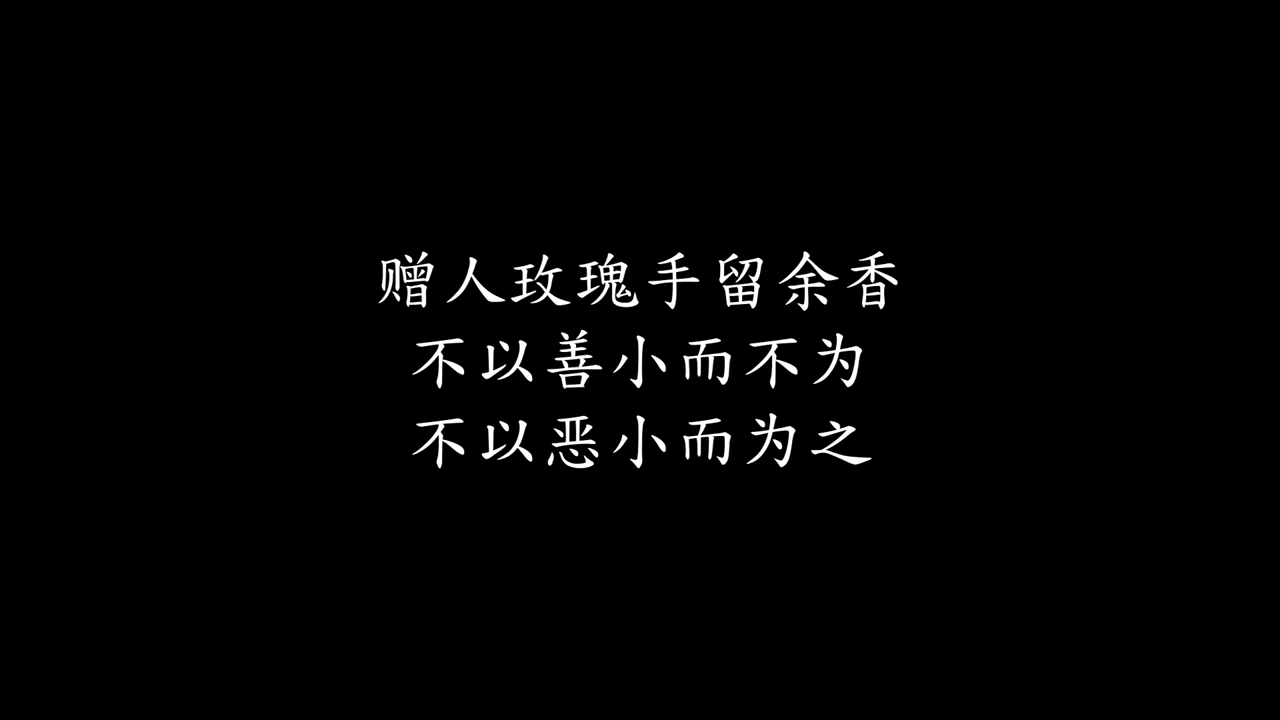 赠人玫瑰手留余香
不以善小而不为
不以恶小而为之